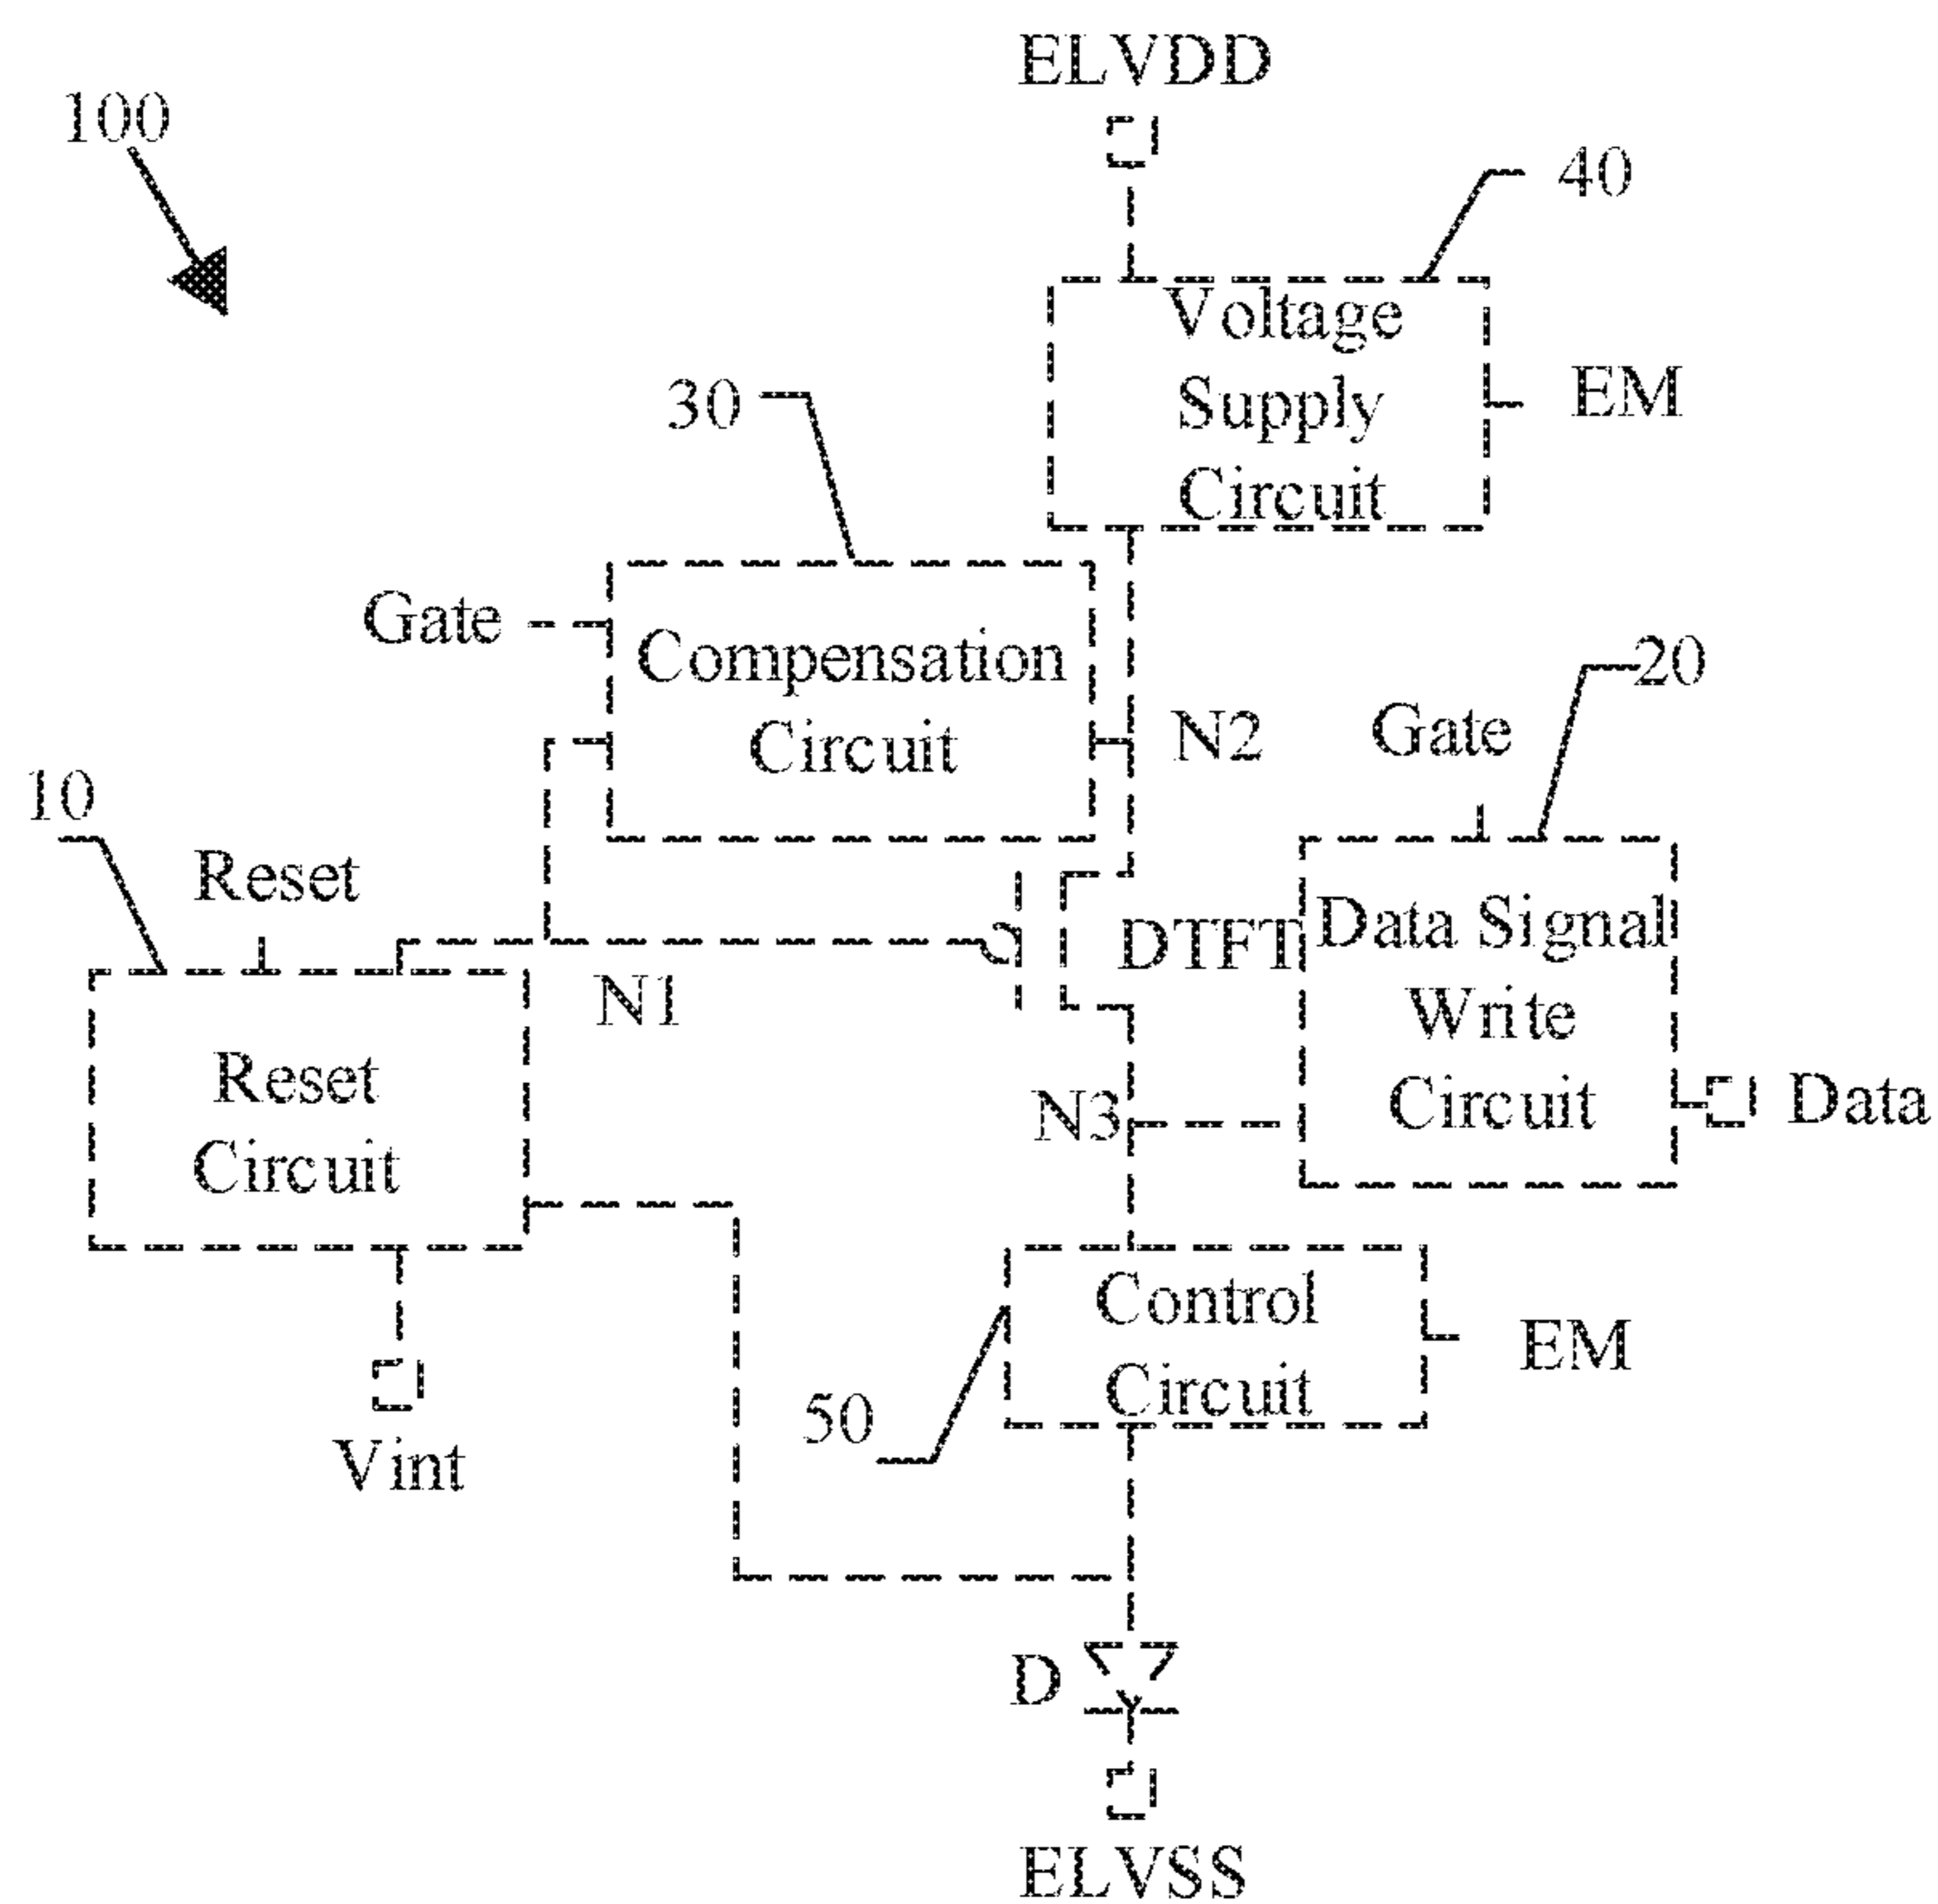 ELVDD
100
40
Voltage
Supply
Circuit
EM
30
Gate
Compensation
Circuit
N2
20
Gate
10
Reset
DTFT
Data Signal
Write
Circuit
Data
N1
Reset
Circuit
N3
Control
Circuit
EM
50
Vint
D
ELVSS